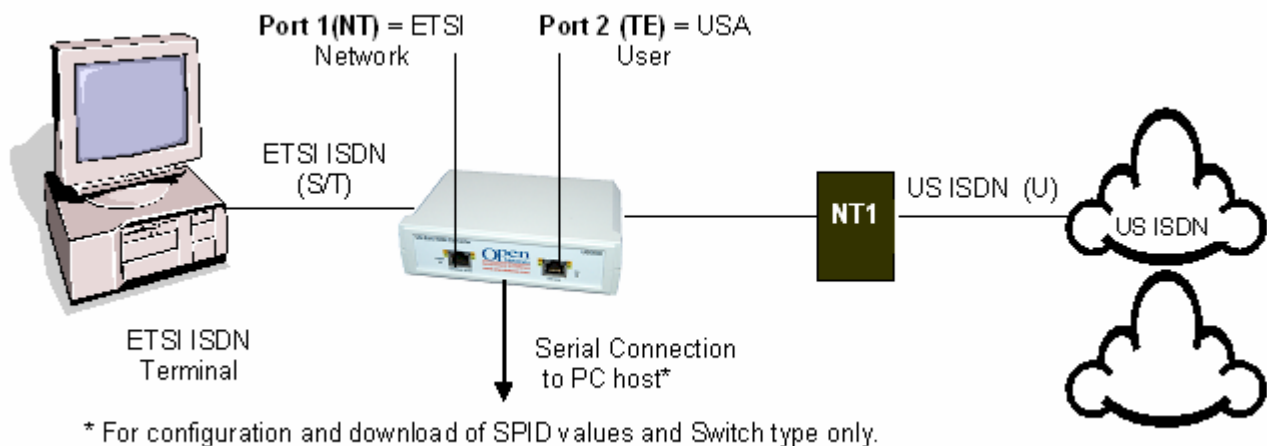 Port 1(NT) = ETSI
Network
Port 2 (TE) = USA
User
ETSI ISDN
(S/T)
NT1
US ISDN (U)
US ISDN
OPen
ETSI ISDN
Terminal
Serial Connection
to PC host*
* For configuration and download of SPID values and Switch type only.